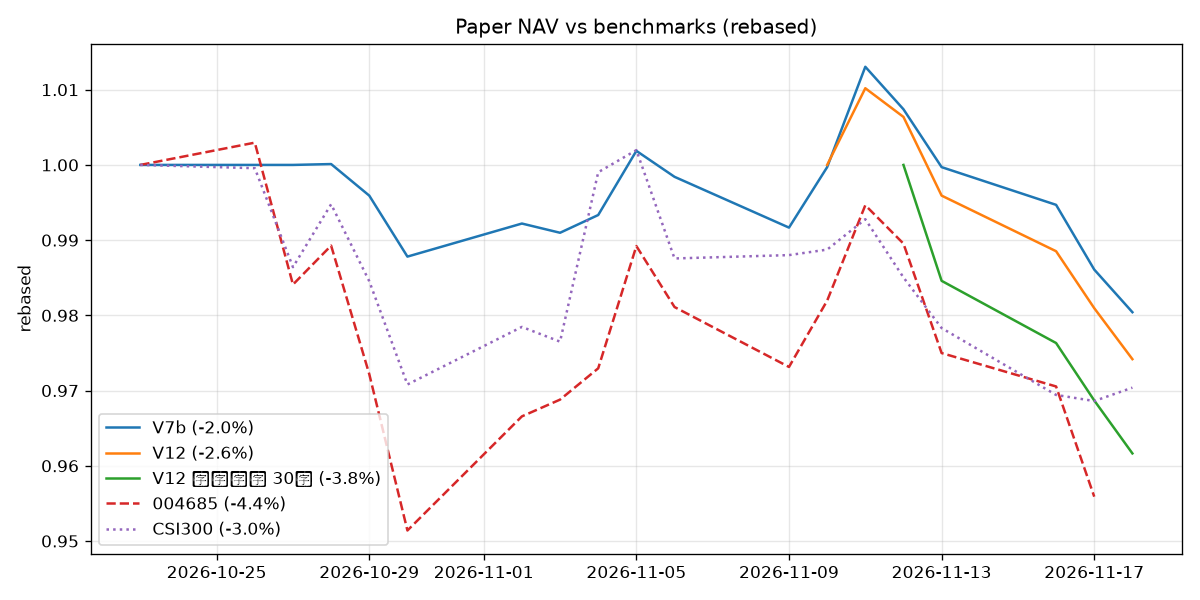 Paper NAV vs benchmarks (rebased)
rebased
1.01
1.00
0.99
0.98
0.97
0.96
0.95
V7b (-2.0%)
V12 (-2.6%)
V12 30 (-3.8%)
004685 (-4.4%)
CSI300 (-3.0%)
2026-10-25 2026-10-29 2026-11-01 2026-11-05 2026-11-09 2026-11-13 2026-11-17